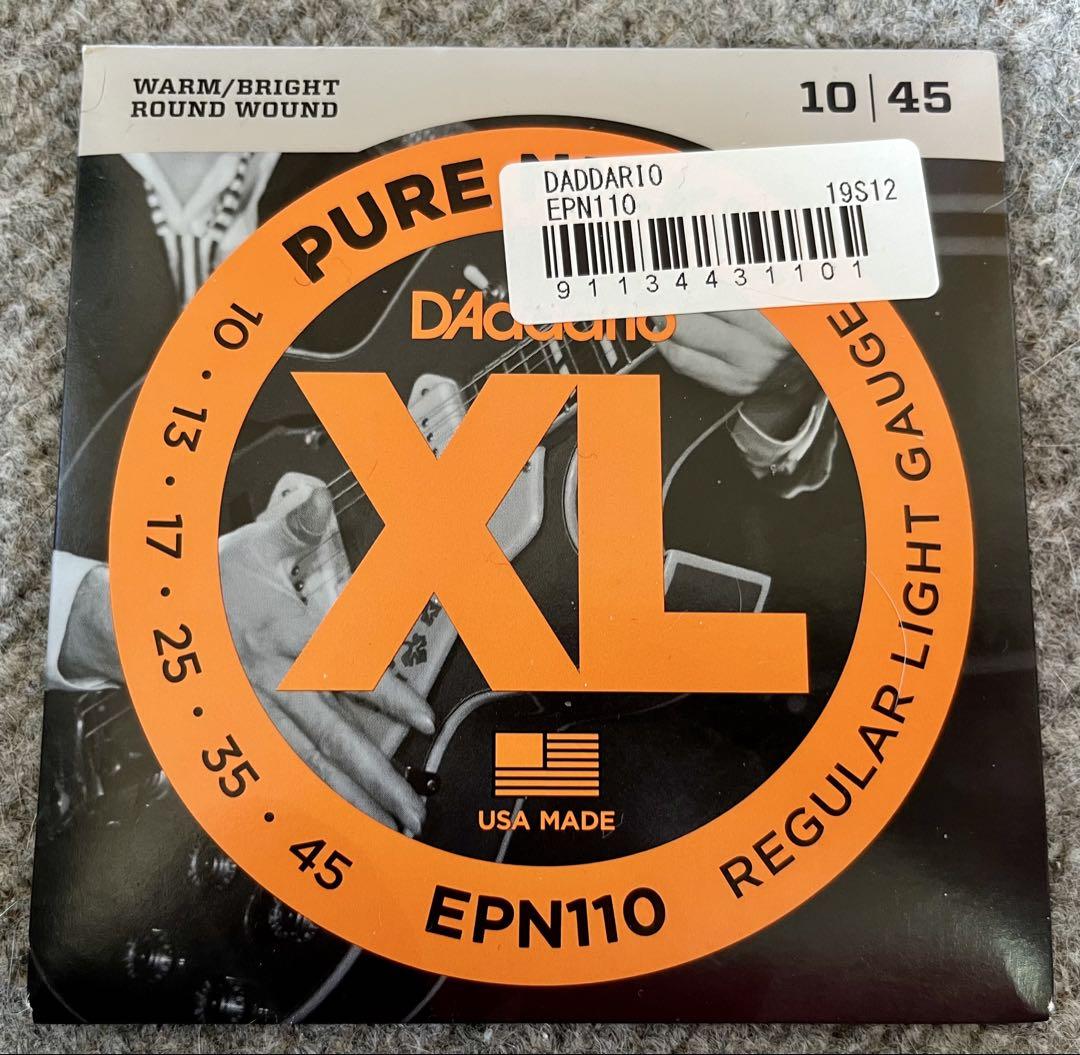 WARM/BRIGHT
ROUND WOUND
10|45
PURE
DADDARIO
EPN110
19S12
911344311101
D'Addario
XL
10 · 13 · 17 · 25 · 35 · 45
REGULAR LIGHT GAUGE
USA MADE
EPN110